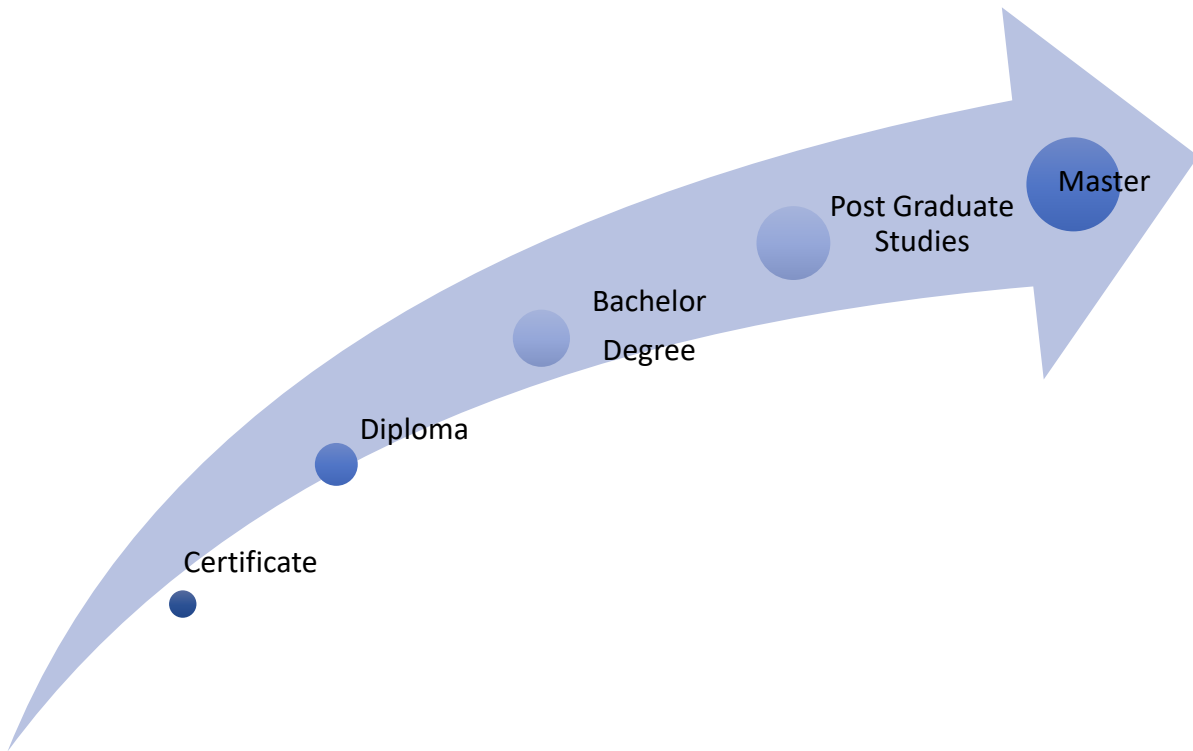 Certificate
Diploma
Bachelor
Degree
Post Graduate
Studies
Master